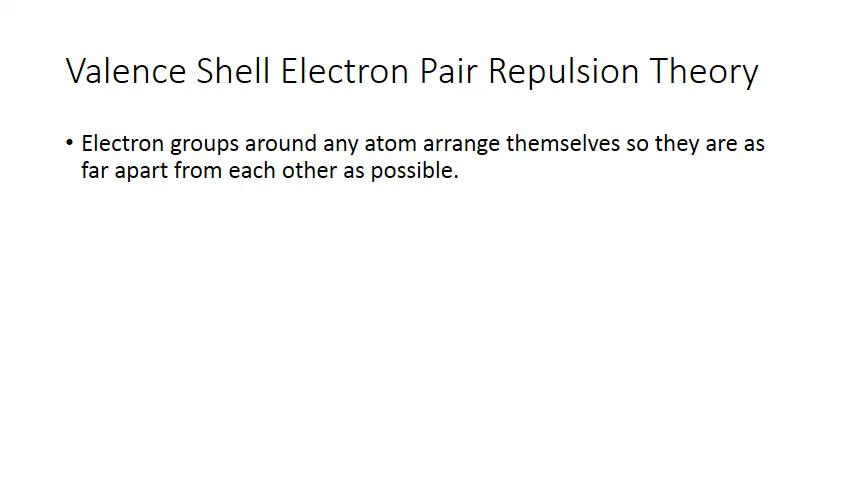 Valence Shell Electron Pair Repulsion Theory
• Electron groups around any atom arrange themselves so they are as
far apart from each other as possible.